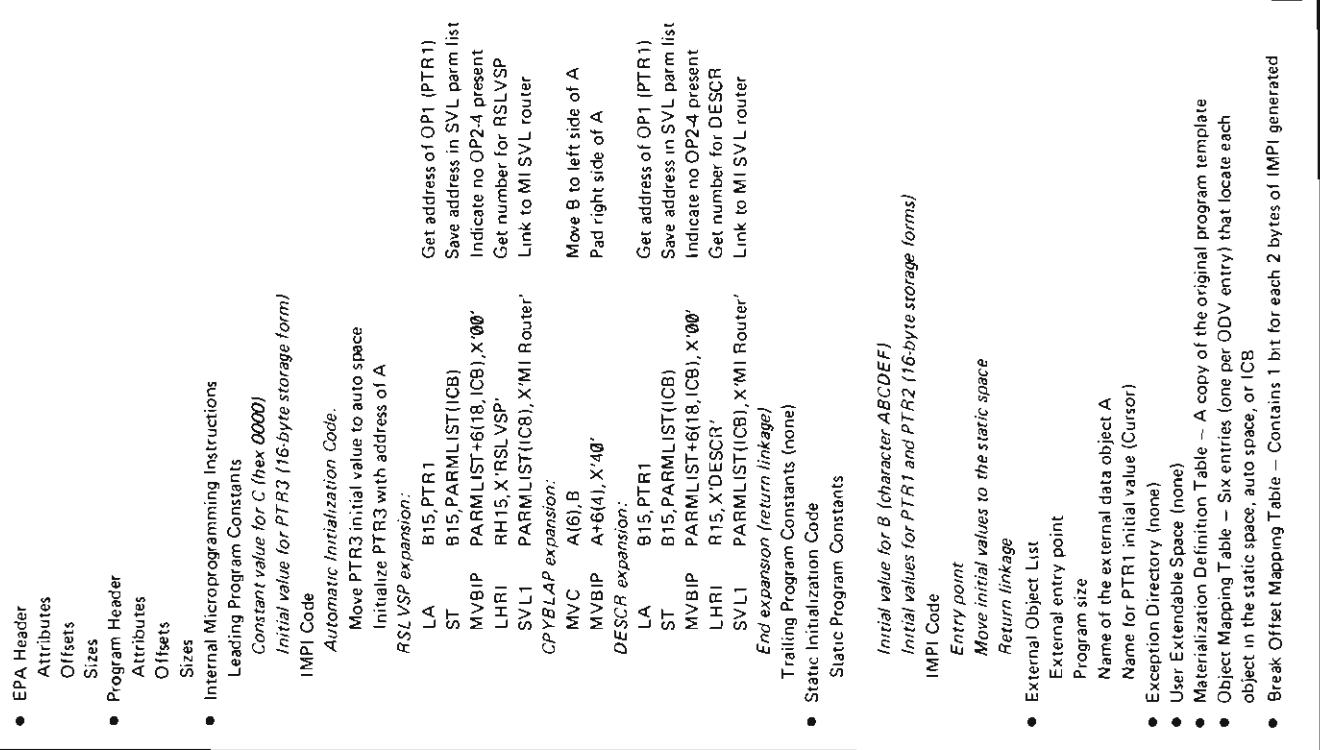 • EPA Header
Attributes
Offsets
Sizes
• Program Header
Attributes
Offsets
Sizes
• Internal Microprogramming Instructions
Leading Program Constants
Constant value for C (hex 0000)
Initial value for PTR3 (16-byte storage form)
IMPI Code
Automatic Initialization Code:
Move PTR3 initial value to auto space
Initialize PTR3 with address of A
RSLVSP expansion:
LA B15,PTR1 Get address of OP1 (PTR1)
ST B15,PARMLIST(ICB) Save address in SVL parm list
MVBIP PARMLIST+6(18,ICB),X'00' Indicate no OP2-4 present
LHRI RH15,X'RSLVSP' Get number for RSLVSP
SVL1 PARMLIST(ICB),X'MI Router' Link to MI SVL router
CPYBLAP expansion:
MVC A(6),B Move B to left side of A
MVBIP A+6(4),X'40' Pad right side of A
DESCR expansion:
LA B15,PTR1 Get address of OP1 (PTR1)
ST B15,PARMLIST(ICB) Save address in SVL parm list
MVBIP PARMLIST+6(18,ICB),X'00' Indicate no OP2-4 present
LHRI R15,X'DESCR' Get number for DESCR
SVL1 PARMLIST(ICB),X'MI Router' Link to MI SVL router
End expansion (return linkage)
Trailing Program Constants (none)
• Static Initialization Code
Static Program Constants
Initial value for B (character ABCDEF)
Initial values for PTR1 and PTR2 (16-byte storage forms)
IMPI Code
Entry point
Move initial values to the static space
Return linkage
• External Object List
External entry point
Program size
Name of the external data object A
Name for PTR1 initial value (Cursor)
• Exception Directory (none)
• User Extendable Space (none)
• Materialization Definition Table – A copy of the original program template
• Object Mapping Table – Six entries (one per ODV entry) that locate each
object in the static space, auto space, or ICB
• Break Offset Mapping Table – Contains 1 bit for each 2 bytes of IMPI generated